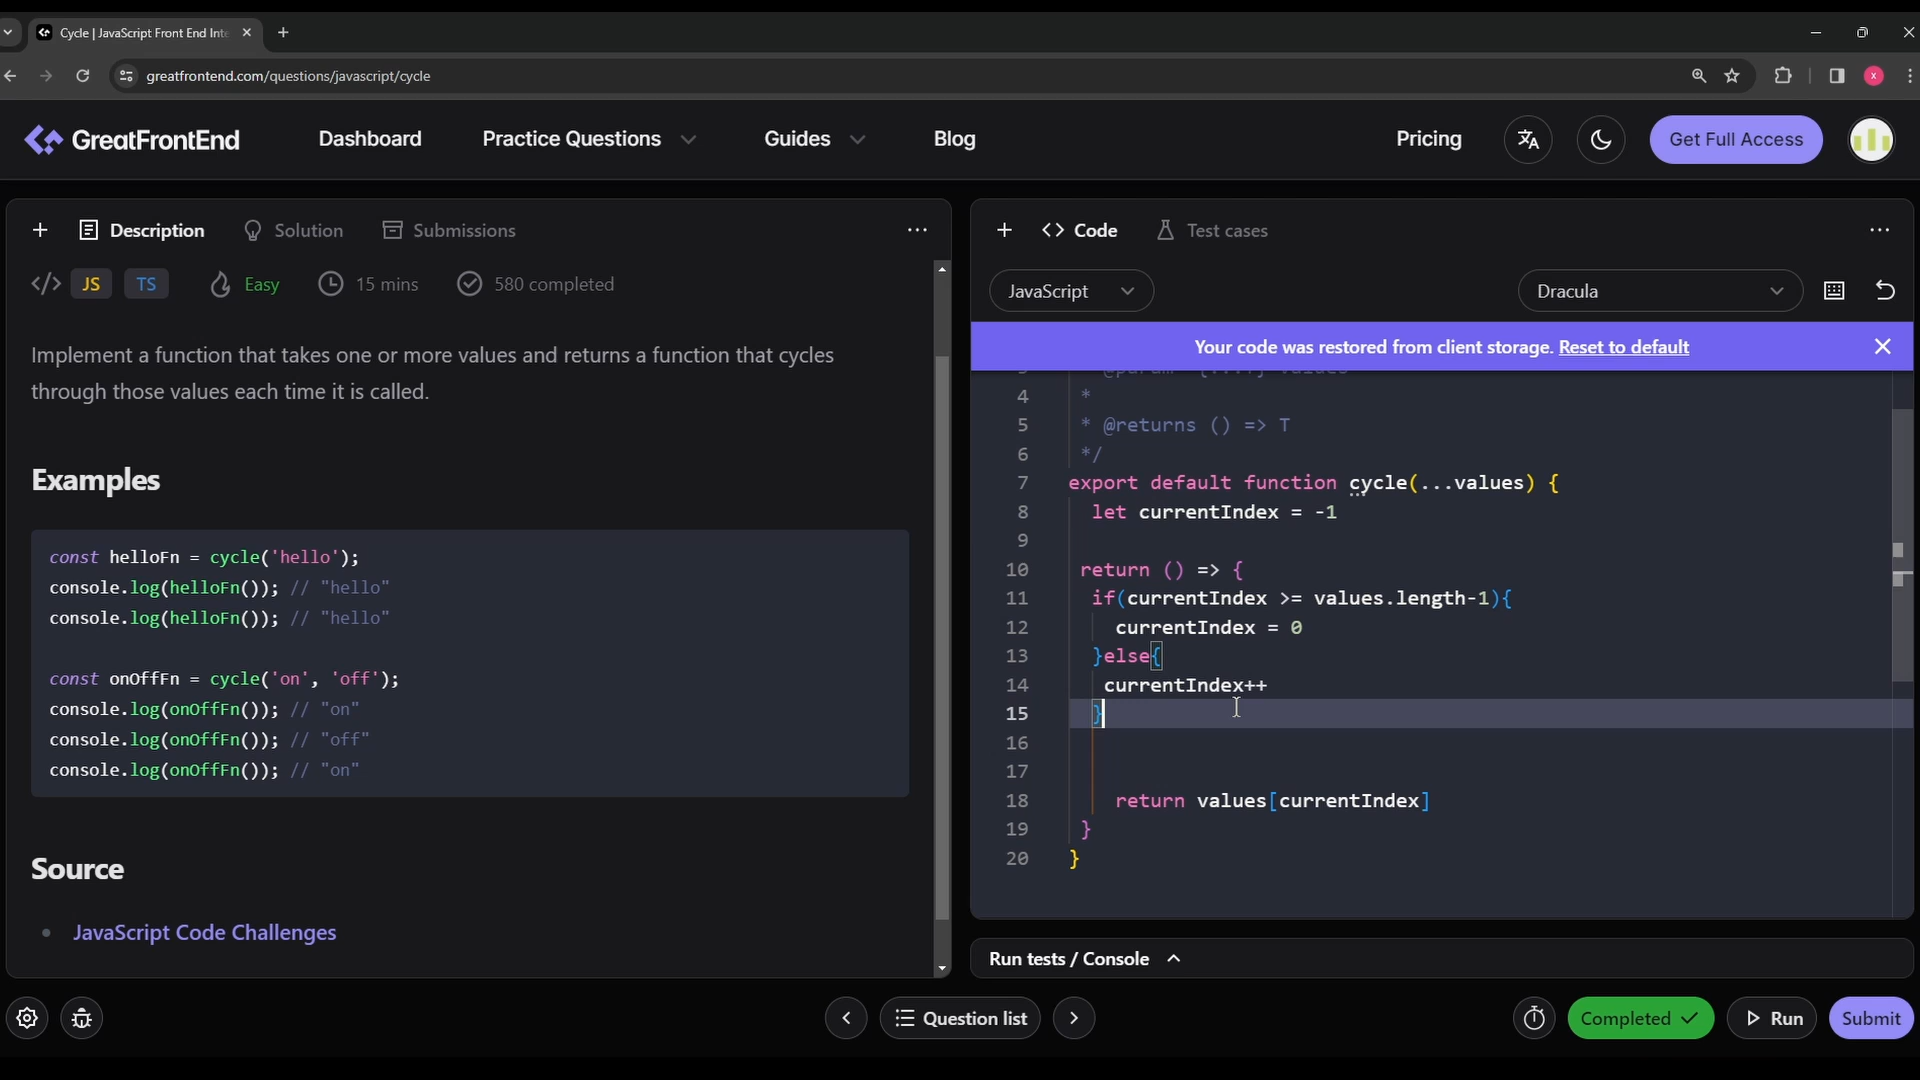 Cycle | JavaScript Front End Inte
greatfrontend.com/questions/javascript/cycle
x
GreatFrontEnd
Dashboard
Practice Questions
Guides
Blog
Pricing
Get Full Access
Description
Solution
Submissions
JS
TS
Easy
15 mins
580 completed
Implement a function that takes one or more values and returns a function that cycles
through those values each time it is called.
Examples
const helloFn = cycle('hello');
console.log(helloFn()); // "hello"
console.log(helloFn()); // "hello"
const onOffFn = cycle('on', 'off');
console.log(onOffFn()); // "on"
console.log(onOffFn()); // "off"
console.log(onOffFn()); // "on"
Source
JavaScript Code Challenges
Code
Test cases
JavaScript
Dracula
Your code was restored from client storage. Reset to default
4 *
5 * @returns () => T
6 */
7 export default function cycle(...values) {
8 let currentIndex = -1
9
10 return () => {
11 if(currentIndex >= values.length-1){
12 currentIndex = 0
13 }else{
14 currentIndex++
15 }
16
17
18 return values[currentIndex]
19 }
20 }
Run tests / Console
Question list
Completed
Run
Submit